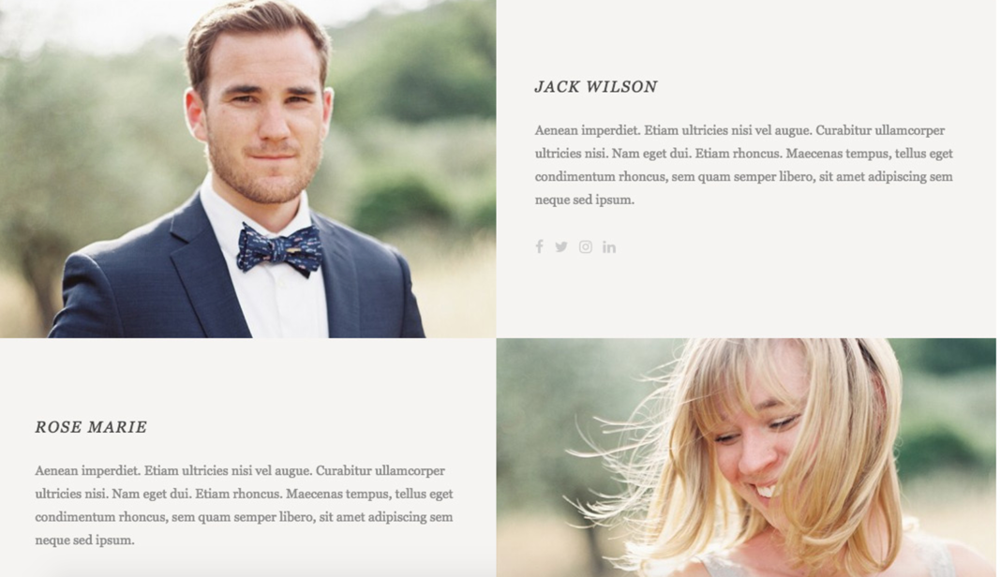 JACK WILSON
Aenean imperdiet. Etiam ultricies nisi vel augue. Curabitur ullamcorper
ultricies nisi. Nam eget dui. Etiam rhoncus. Maecenas tempus, tellus eget
condimentum rhoncus, sem quam semper libero, sit amet adipiscing sem
neque sed ipsum.
ROSE MARIE
Aenean imperdiet. Etiam ultricies nisi vel augue. Curabitur ullamcorper
ultricies nisi. Nam eget dui. Etiam rhoncus. Maecenas tempus, tellus eget
condimentum rhoncus, sem quam semper libero, sit amet adipiscing sem
neque sed ipsum.